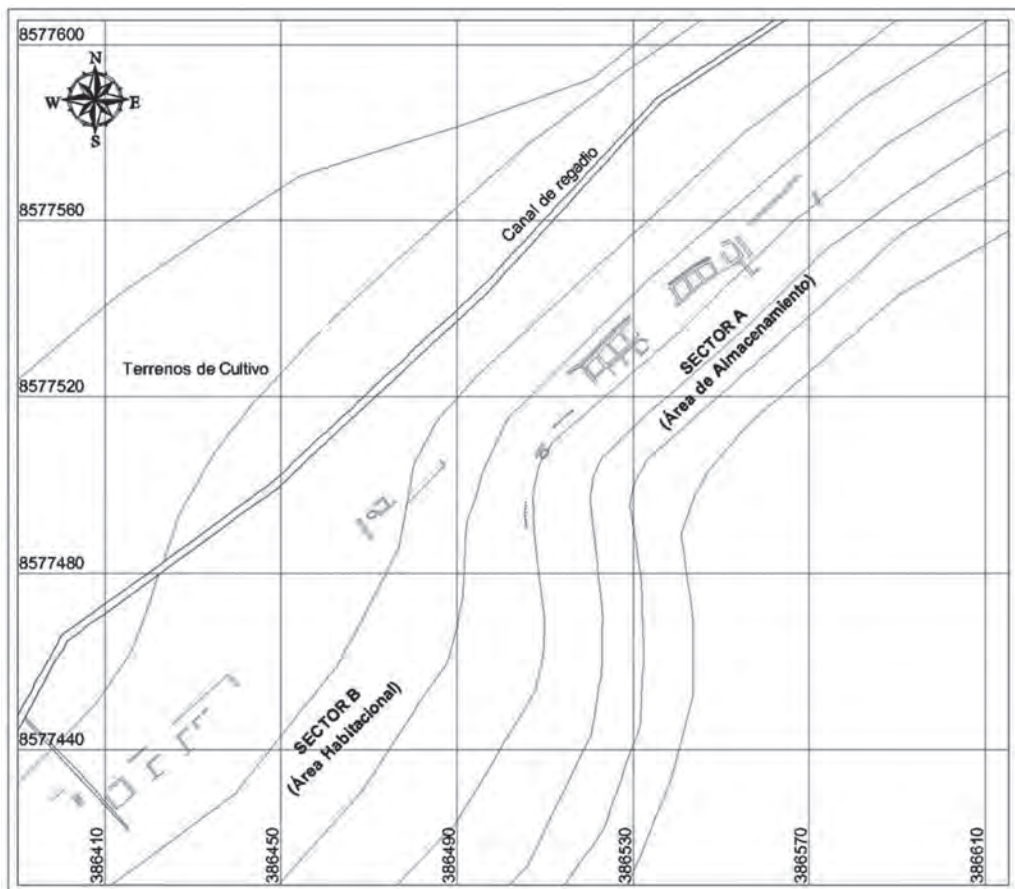 8577600
N
W E
S
Canal de regadio
8577560
Terrenos de Cultivo
8577520
SECTOR A
(Área de Almacenamiento)
8577480
SECTOR B
(Área Habitacional)
8577440
386410
386450
386490
386530
386570
386610